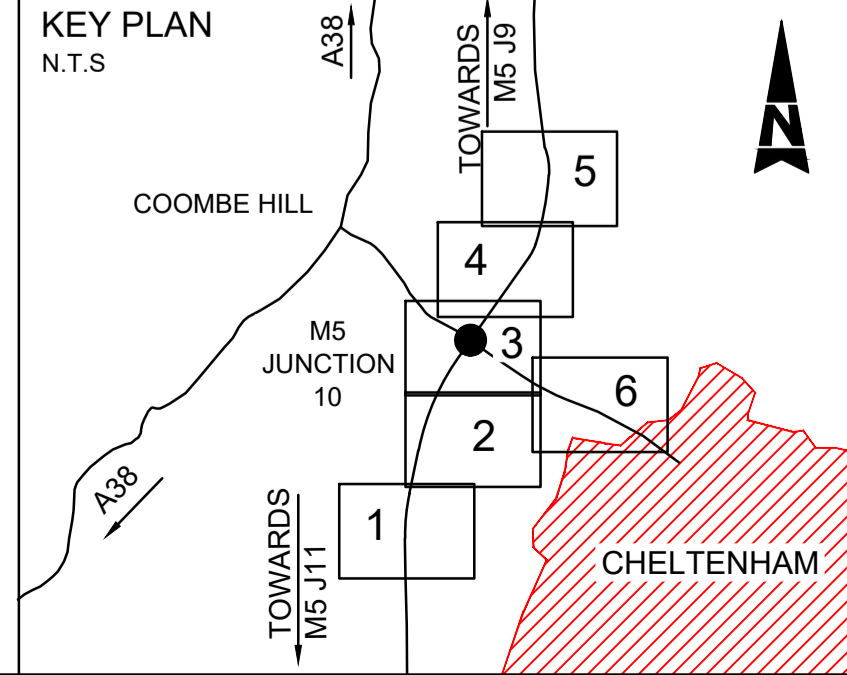 KEY PLAN
N.T.S
A38
TOWARDS
M5 J9
N
5
COOMBE HILL
4
M5
JUNCTION
10
3
6
2
A38
1
TOWARDS
M5 J11
CHELTENHAM